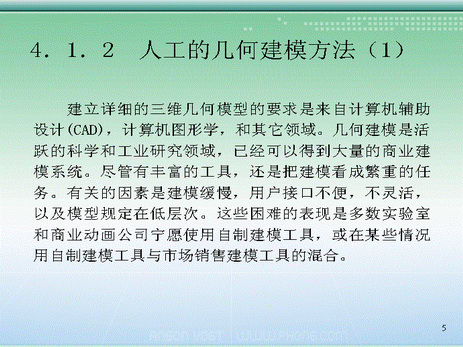 4．1．2　人工的几何建模方法（1）
建立详细的三维几何模型的要求是来自计算机辅助
设计(CAD)，计算机图形学，和其它领域。几何建模是活
跃的科学和工业研究领域，已经可以得到大量的商业建
模系统。尽管有丰富的工具，还是把建模看成繁重的任
务。有关的因素是建模缓慢，用户接口不便，不灵活，
以及模型规定在低层次。这些困难的表现是多数实验室
和商业动画公司宁愿使用自制建模工具，或在某些情况
用自制建模工具与市场销售建模工具的混合。
5